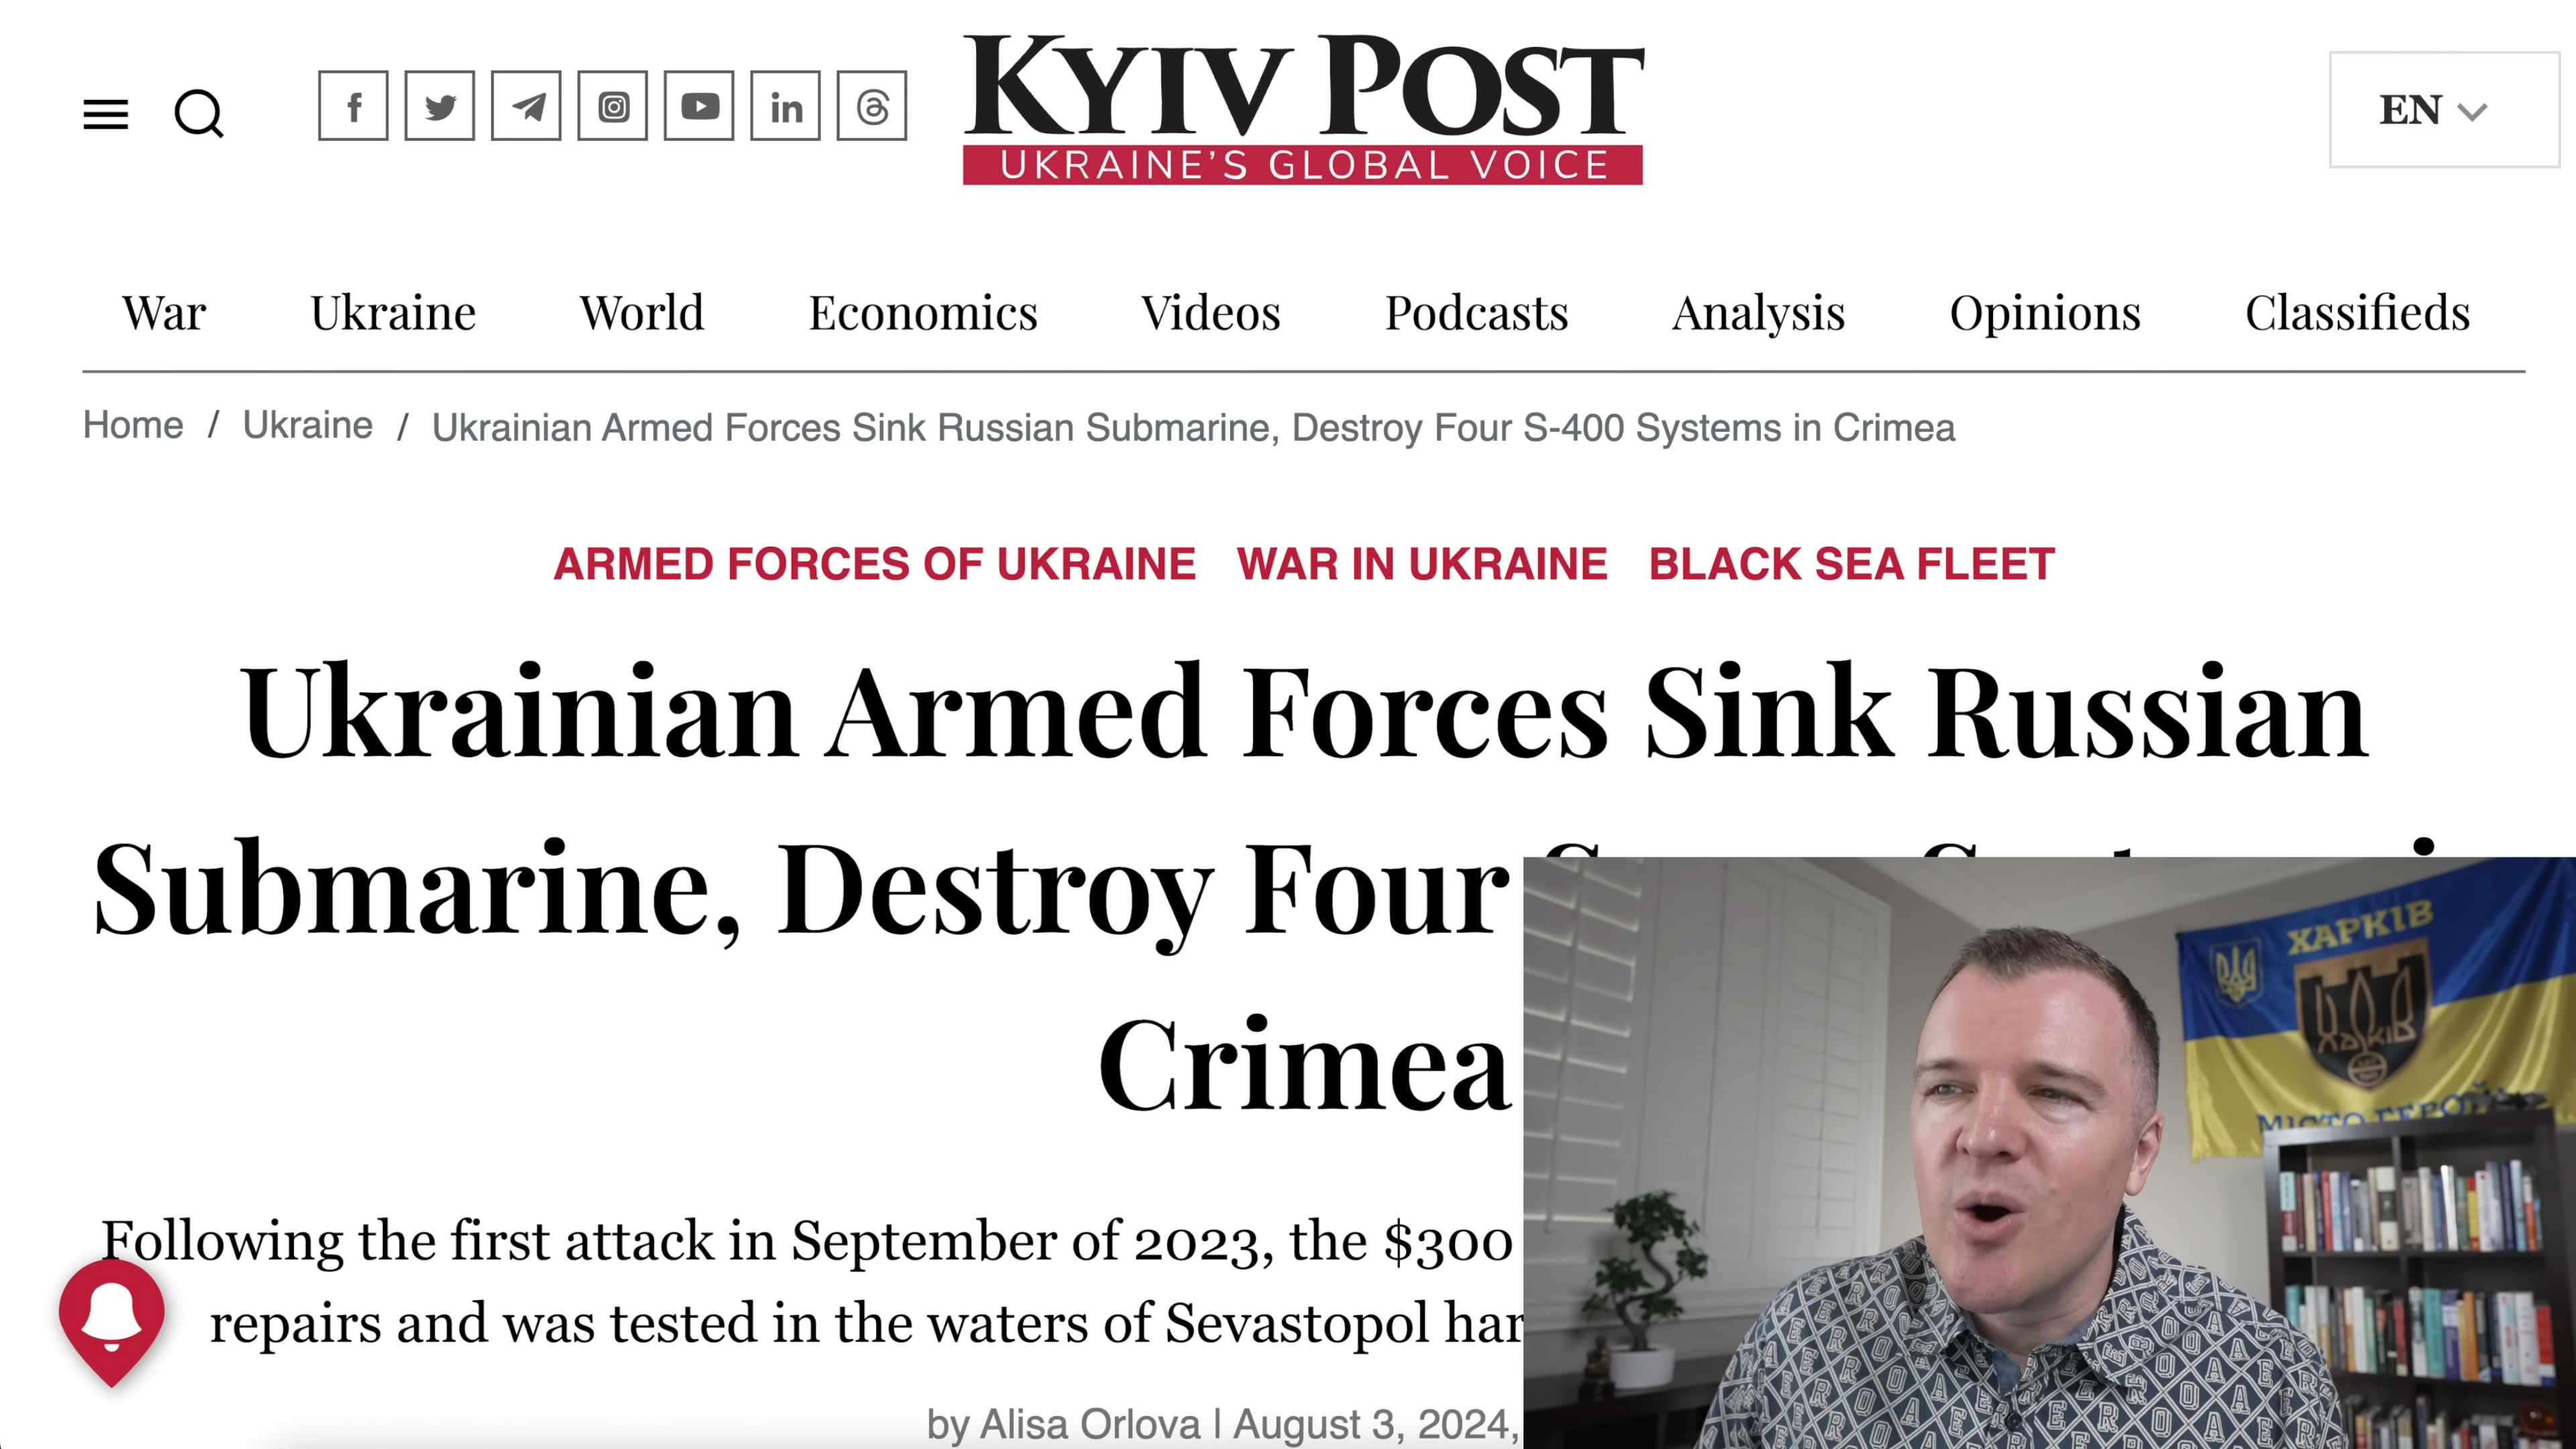 KYIV POST
UKRAINE'S GLOBAL VOICE
EN
War Ukraine World Economics Videos Podcasts Analysis Opinions Classifieds
Home / Ukraine / Ukrainian Armed Forces Sink Russian Submarine, Destroy Four S-400 Systems in Crimea
ARMED FORCES OF UKRAINE WAR IN UKRAINE BLACK SEA FLEET
Ukrainian Armed Forces Sink Russian
Submarine, Destroy Four
Crimea
Following the first attack in September of 2023, the $300
repairs and was tested in the waters of Sevastopol har
by Alisa Orlova | August 3, 2024,
ХАРКІВ
ХАРКІВ
МІСТО